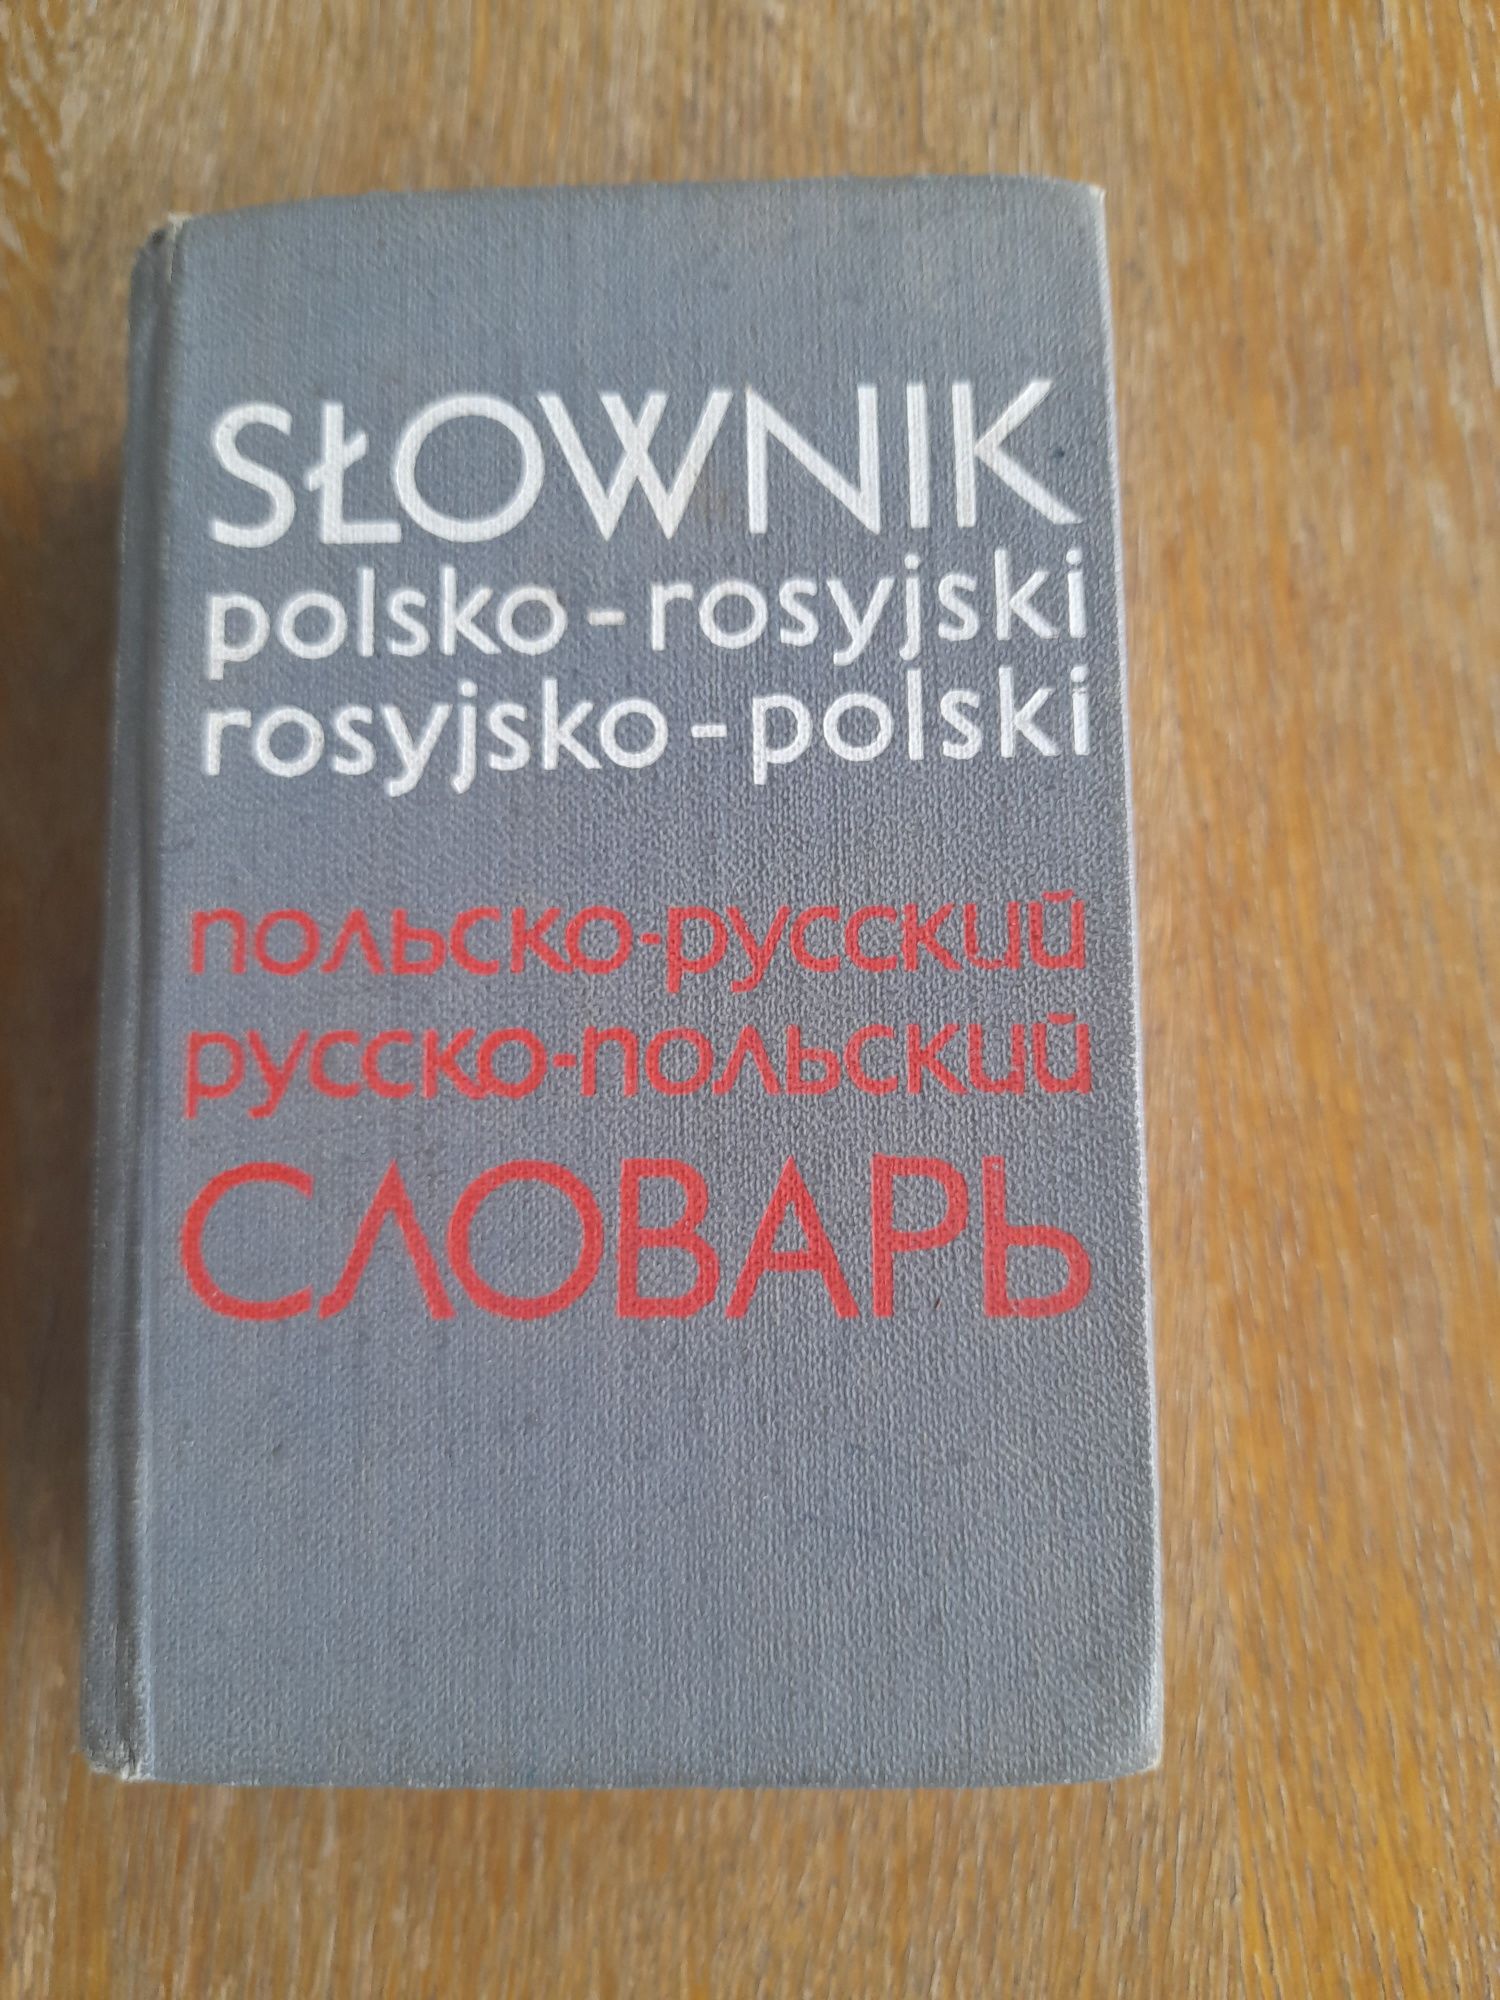 SŁOWNIK
polsko-rosyjski
rosyjsko-polski
польско-русский
русско-польский
СЛОВАРЬ